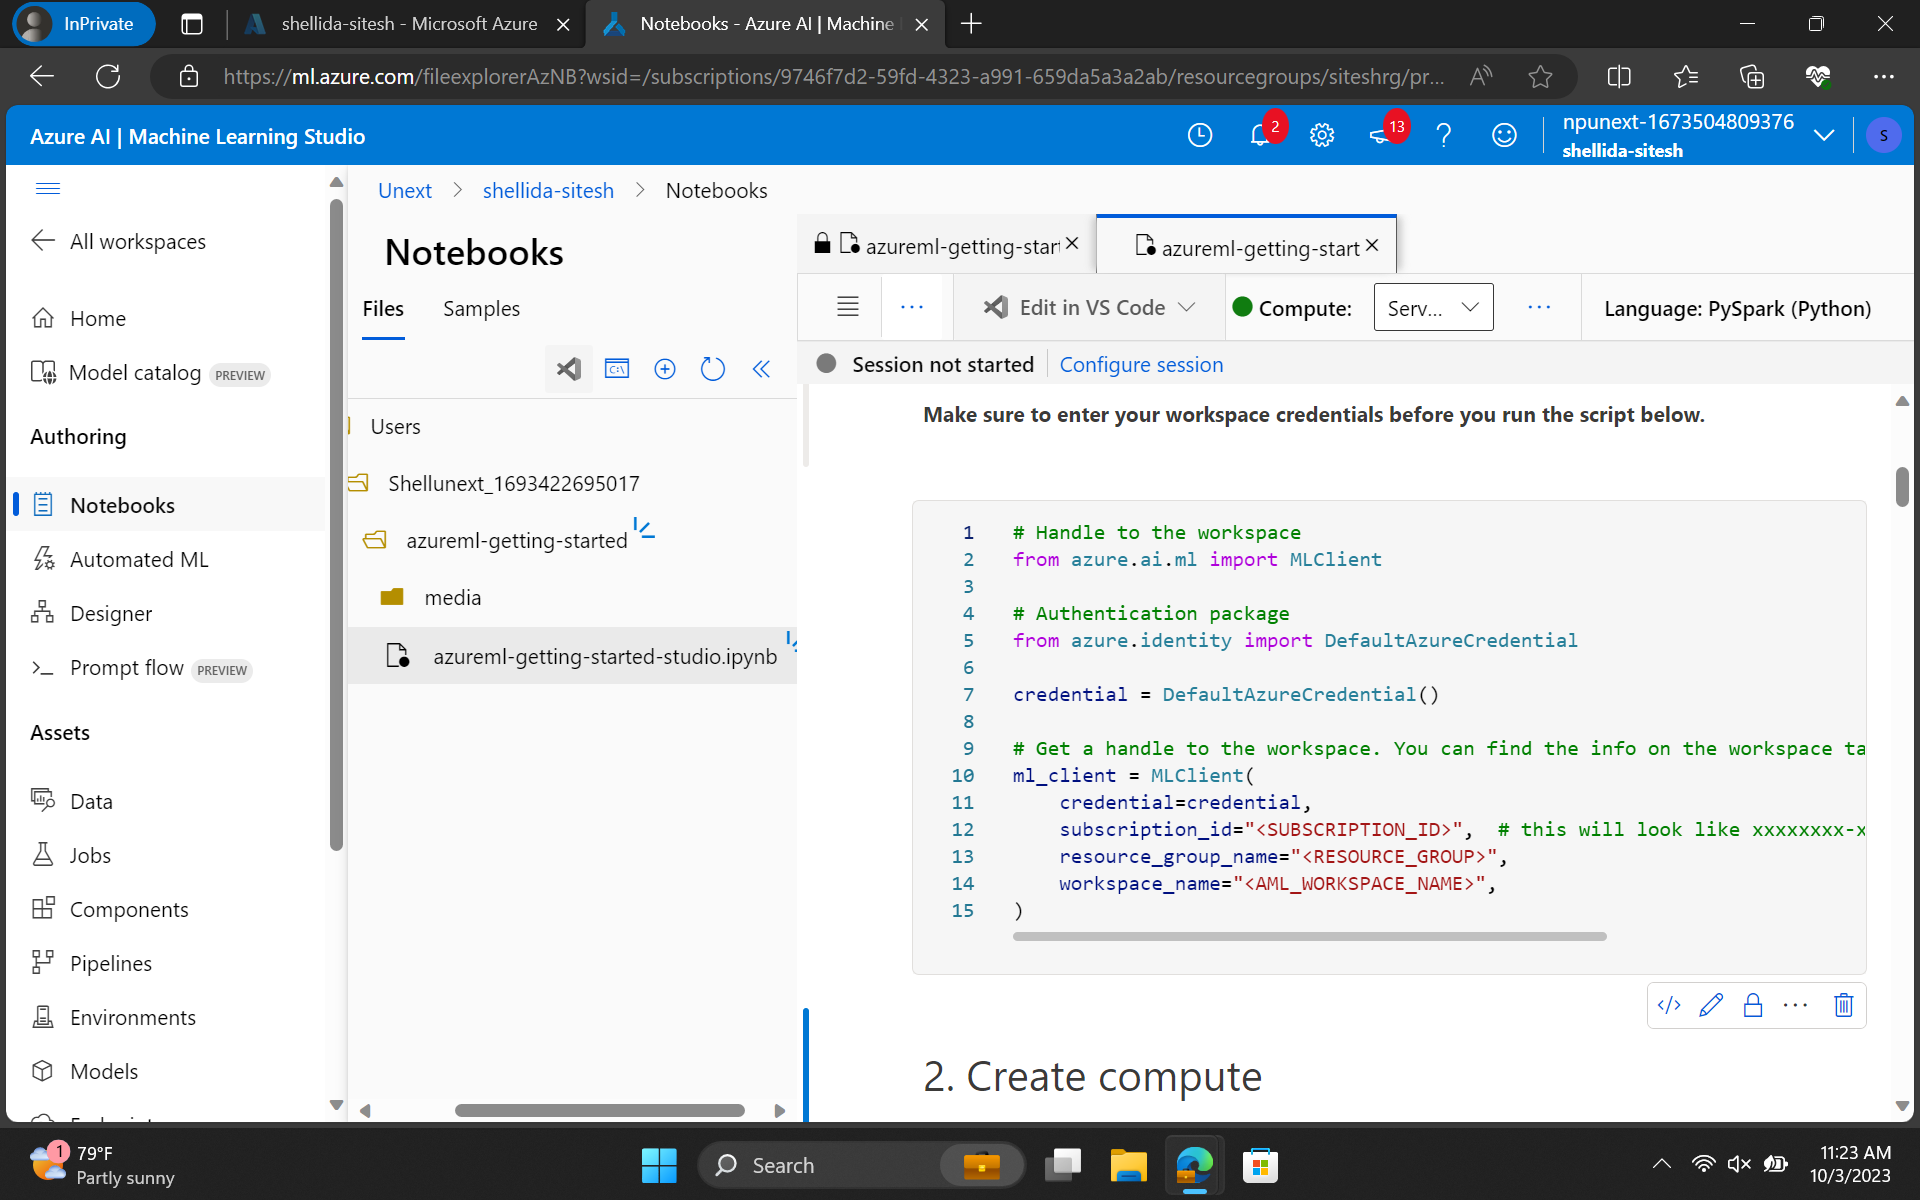 InPrivate
shellida-sitesh - Microsoft Azure
Notebooks - Azure AI | Machine
https://ml.azure.com/fileexplorerAzNB?wsid=/subscriptions/9746f7d2-59fd-4323-a991-659da5a3a2ab/resourcegroups/siteshrg/pr...
Azure AI | Machine Learning Studio
2
13
npunext-1673504809376
shellida-sitesh
S
All workspaces
Home
Model catalog PREVIEW
Authoring
Notebooks
Automated ML
Designer
Prompt flow PREVIEW
Assets
Data
Jobs
Components
Pipelines
Environments
Models
Unext > shellida-sitesh > Notebooks
Notebooks
Files Samples
Users
Shellunext_1693422695017
azureml-getting-started
media
azureml-getting-started-studio.ipynb
azureml-getting-start
azureml-getting-start
Edit in VS Code
Compute: Serv...
Language: PySpark (Python)
Session not started
Configure session
Make sure to enter your workspace credentials before you run the script below.
1 # Handle to the workspace
2 from azure.ai.ml import MLClient
3
4 # Authentication package
5 from azure.identity import DefaultAzureCredential
6
7 credential = DefaultAzureCredential()
8
9 # Get a handle to the workspace. You can find the info on the workspace ta
10 ml_client = MLClient(
11 credential=credential,
12 subscription_id="<SUBSCRIPTION_ID>", # this will look like xxxxxxxx-x
13 resource_group_name="<RESOURCE_GROUP>",
14 workspace_name="<AML_WORKSPACE_NAME>",
15 )
2. Create compute
1
79°F
Partly sunny
Search
11:23 AM
10/3/2023